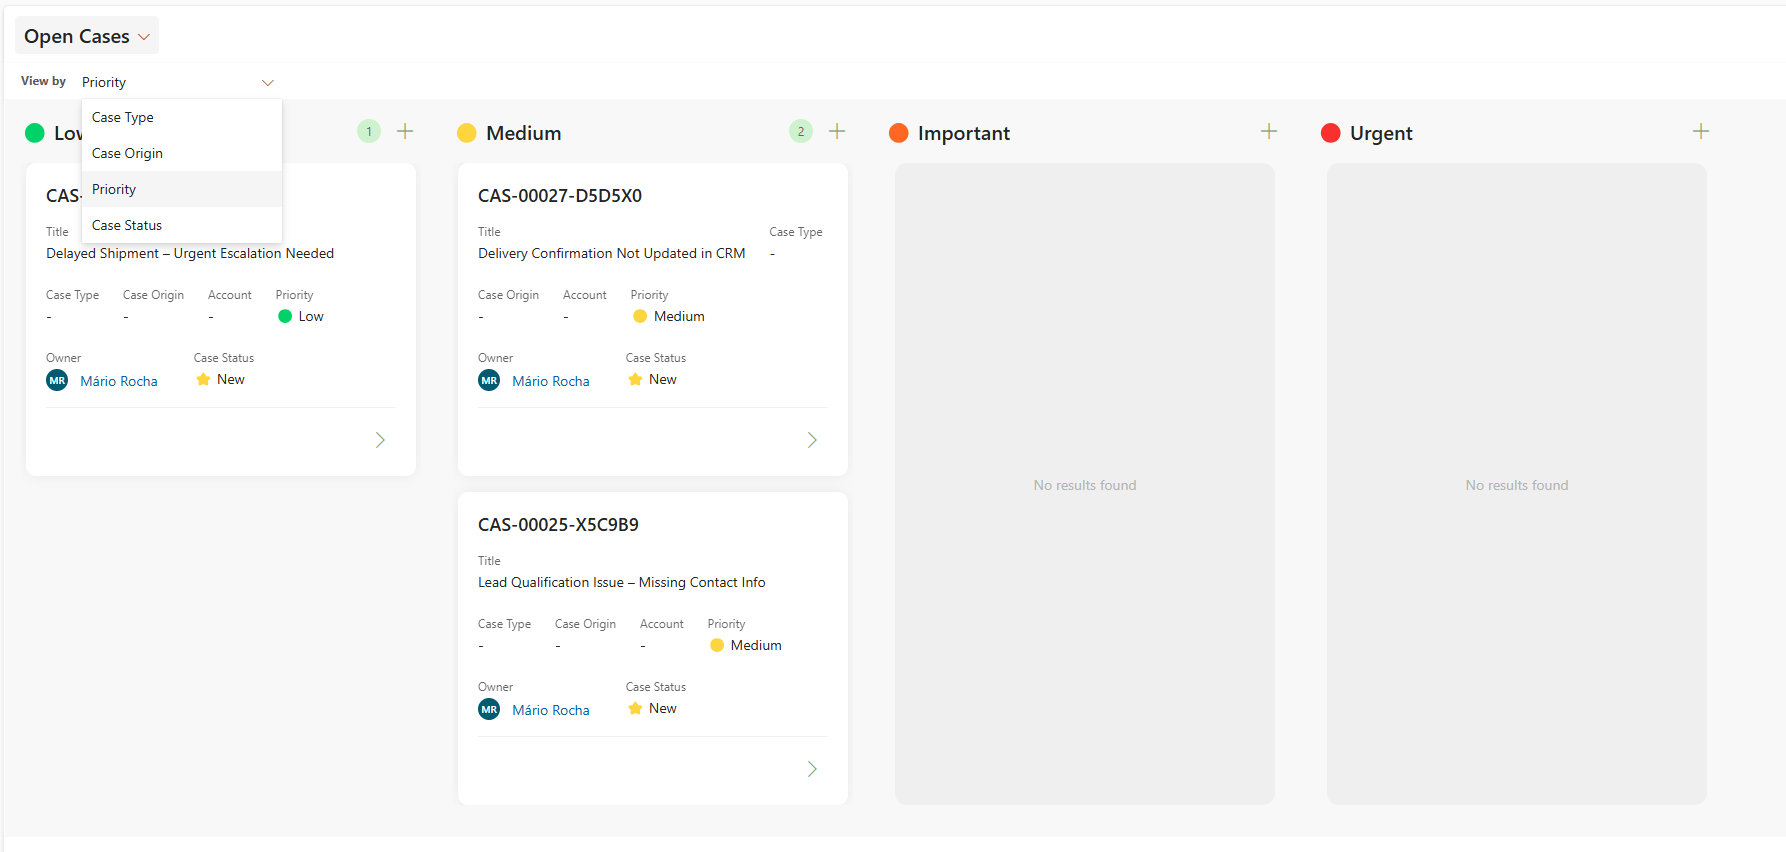 Open Cases
View by Priority
Case Type
Case Origin
Priority
Case Status
Low 1
CAS-
Title
Delayed Shipment – Urgent Escalation Needed
Case Type Case Origin Account Priority
- - - Low
Owner Case Status
MR Mário Rocha New
Medium 2
CAS-00027-D5D5X0
Title Case Type
Delivery Confirmation Not Updated in CRM -
Case Origin Account Priority
- - Medium
Owner Case Status
MR Mário Rocha New
CAS-00025-X5C9B9
Title
Lead Qualification Issue – Missing Contact Info
Case Type Case Origin Account Priority
- - - Medium
Owner Case Status
MR Mário Rocha New
Important
No results found
Urgent
No results found